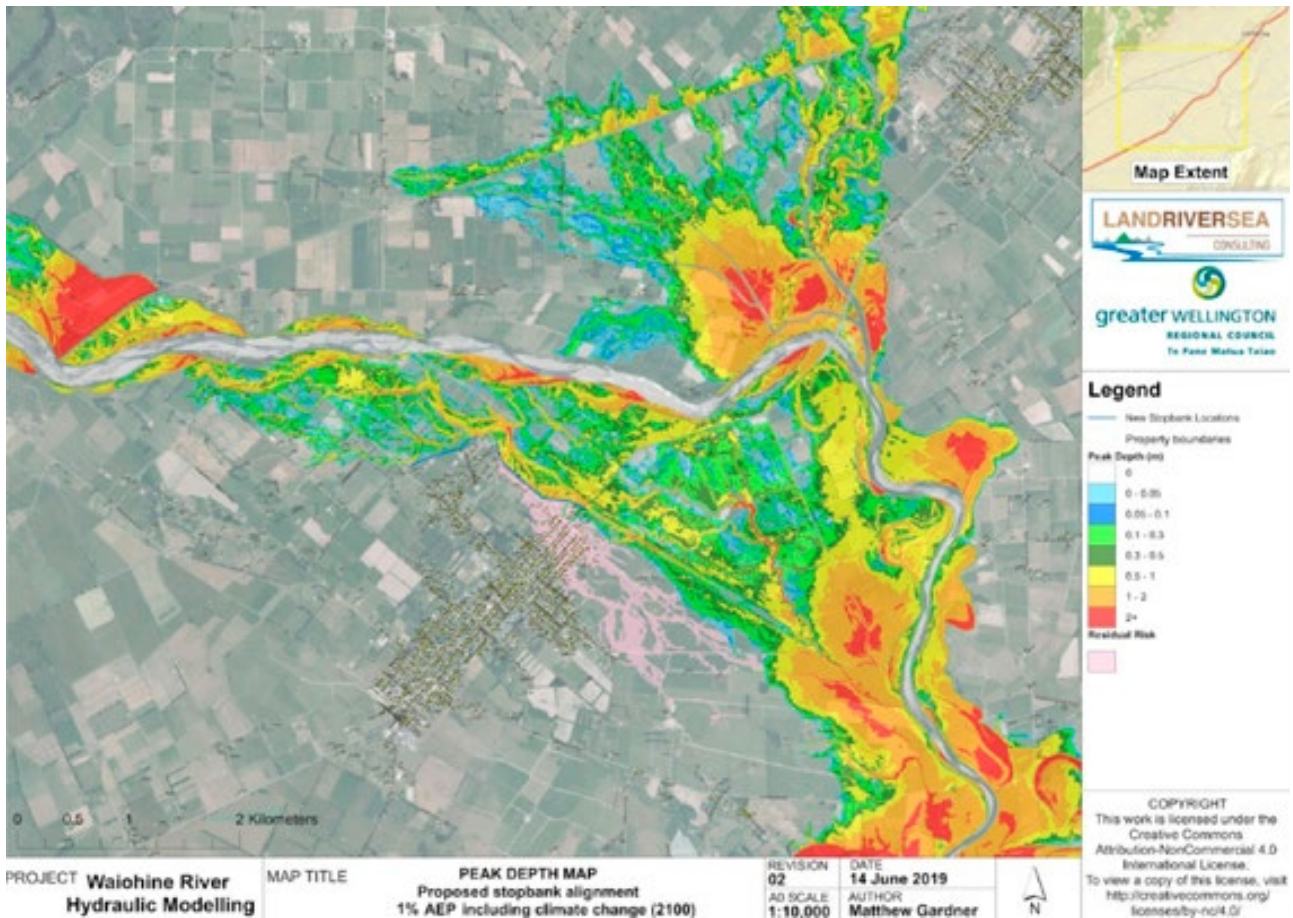 Map Extent
LANDRIVERSEA
CONSULTING
greater WELLINGTON
REGIONAL COUNCIL
Te Pane Matua Taiao
Legend
New Stopbank Locations
Property boundaries
Peak Depth (m)
0
0 - 0.05
0.05 - 0.1
0.1 - 0.3
0.3 - 0.5
0.5 - 1
1 - 2
2+
Residual Risk
0 0.5 1 2 Kilometers
COPYRIGHT
This work is licensed under the
Creative Commons
Attribution-NonCommercial 4.0
International License.
To view a copy of this license, visit
http://creativecommons.org/
licenses/by-nc/4.0/
PROJECT Waiohine River
Hydraulic Modelling
MAP TITLE
PEAK DEPTH MAP
Proposed stopbank alignment
1% AEP including climate change (2100)
REVISION
02
DATE
14 June 2019
A0 SCALE
1:10,000
AUTHOR
Matthew Gardner
N